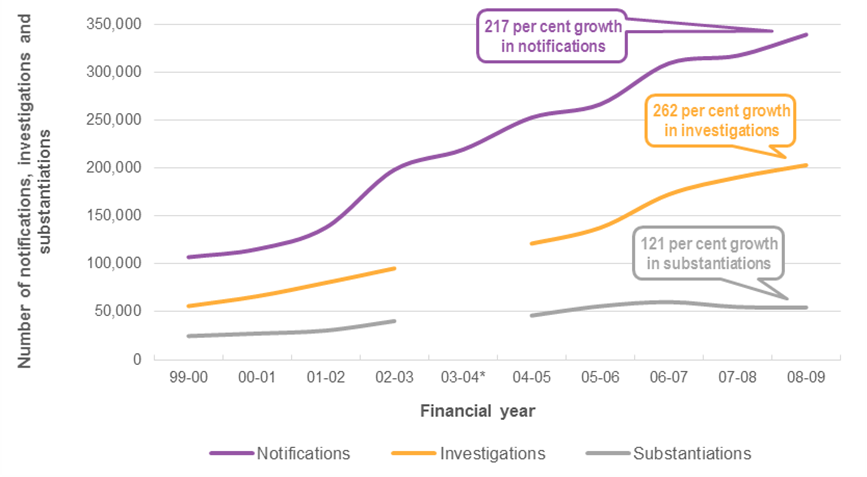 Number of notifications, investigations and
substantiations
350,000
300,000
250,000
200,000
150,000
100,000
50,000
0
217 per cent growth
in notifications
262 per cent growth
in investigations
121 per cent growth
in substantiations
99-00 00-01 01-02 02-03 03-04* 04-05 05-06 06-07 07-08 08-09
Financial year
Notifications Investigations Substantiations